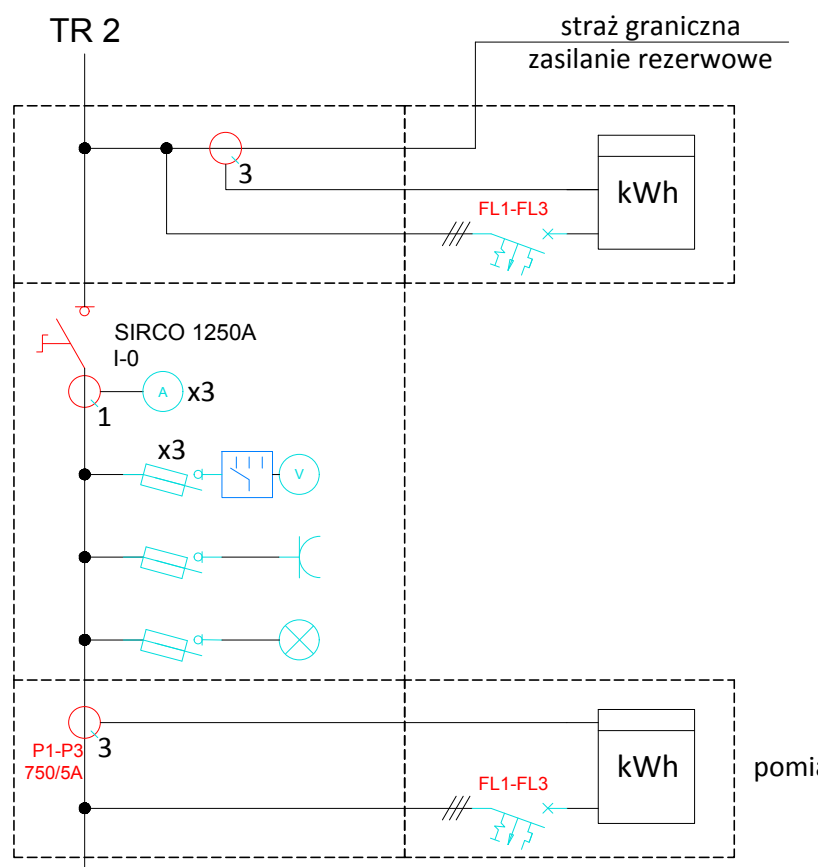 TR 2
straż graniczna
zasilanie rezerwowe
3
kWh
FL1-FL3
SIRCO 1250A
I-0
A
x3
1
x3
V
P1-P3
3
750/5A
kWh
FL1-FL3
pomia